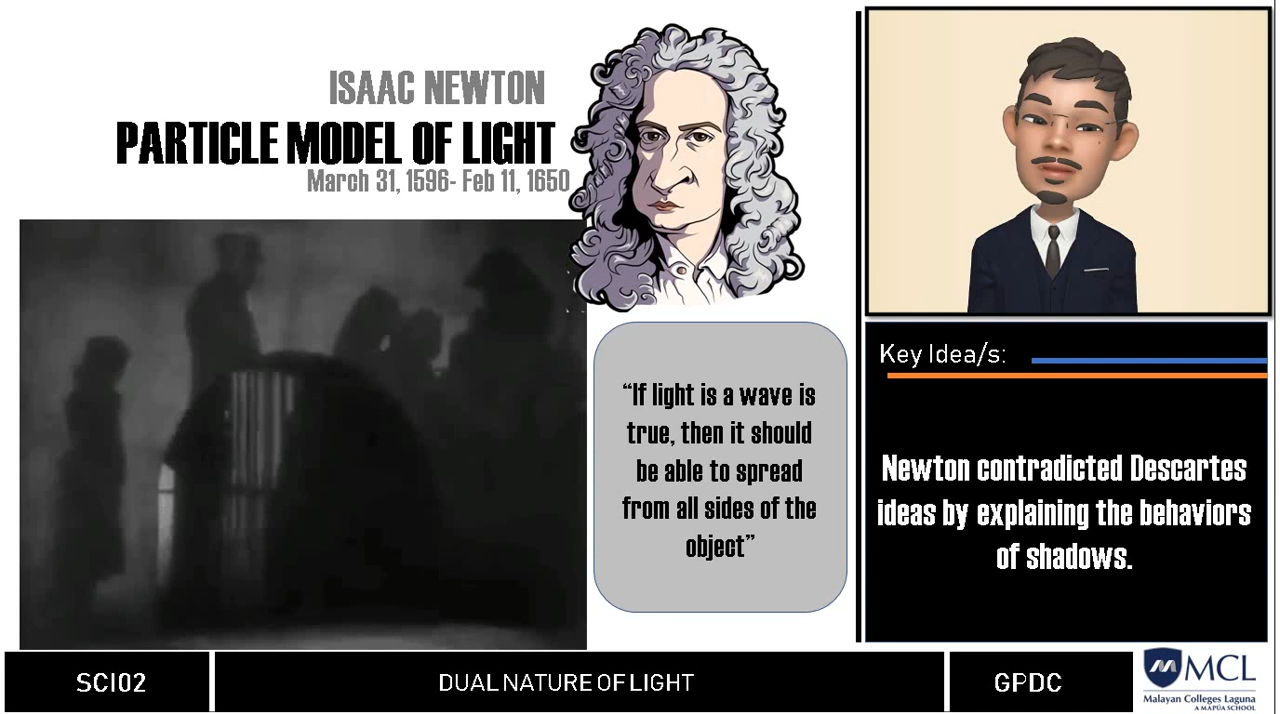 ISAAC NEWTON
PARTICLE MODEL OF LIGHT
March 31, 1596- Feb 11, 1650
“If light is a wave is
true, then it should
be able to spread
from all sides of the
object”
Key Idea/s:
Newton contradicted Descartes
ideas by explaining the behaviors
of shadows.
SCI02
DUAL NATURE OF LIGHT
GPDC
MCL
Malayan Colleges Laguna
A MAPÚA SCHOOL